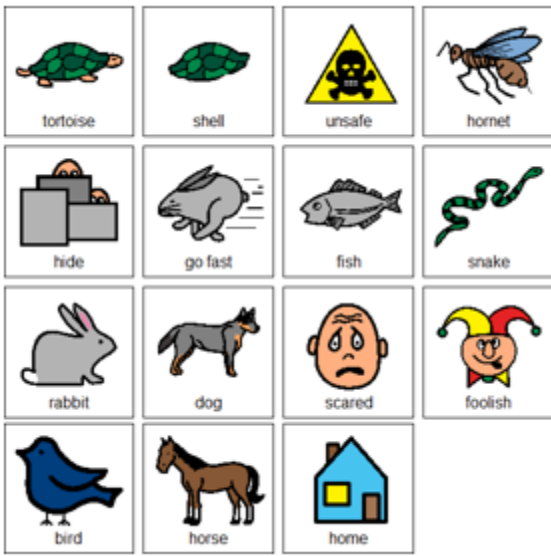 tortoise
shell
unsafe
hornet
hide
go fast
fish
snake
rabbit
dog
scared
foolish
bird
horse
home